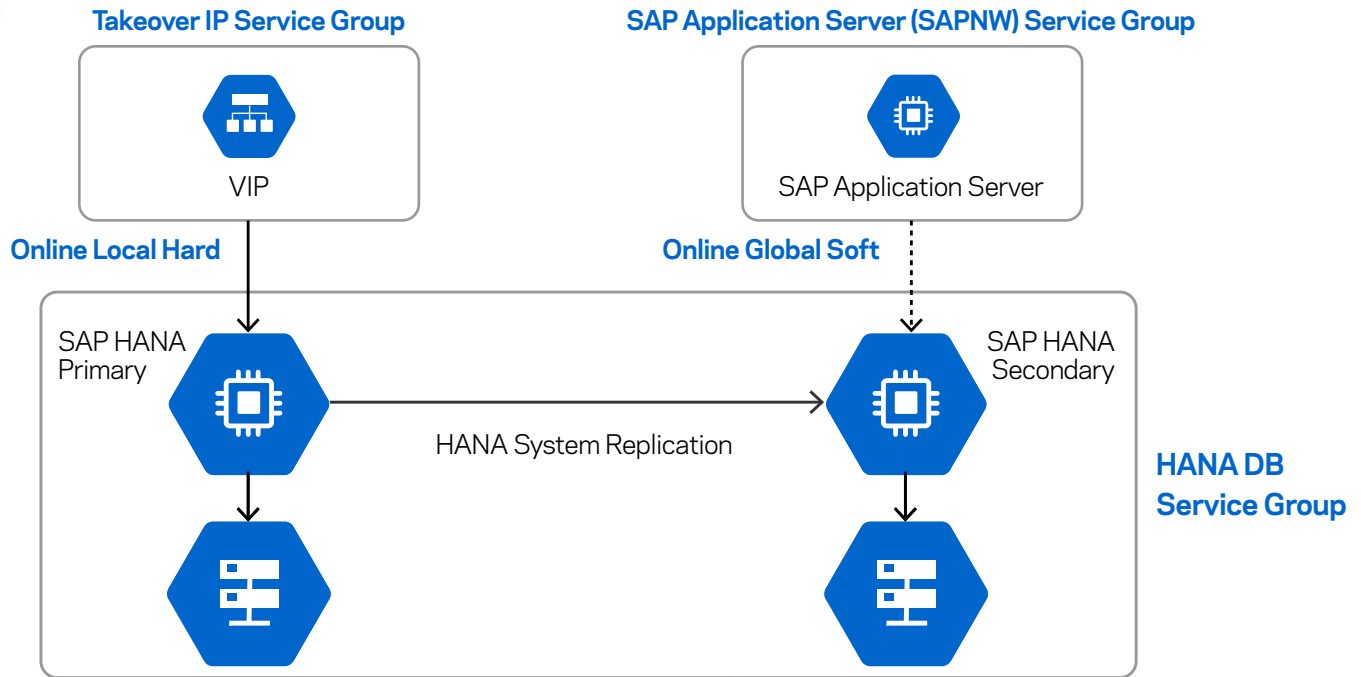 Takeover IP Service Group
SAP Application Server (SAPNW) Service Group
VIP
SAP Application Server
Online Local Hard
Online Global Soft
SAP HANA
Primary
SAP HANA
Secondary
HANA System Replication
HANA DB
Service Group